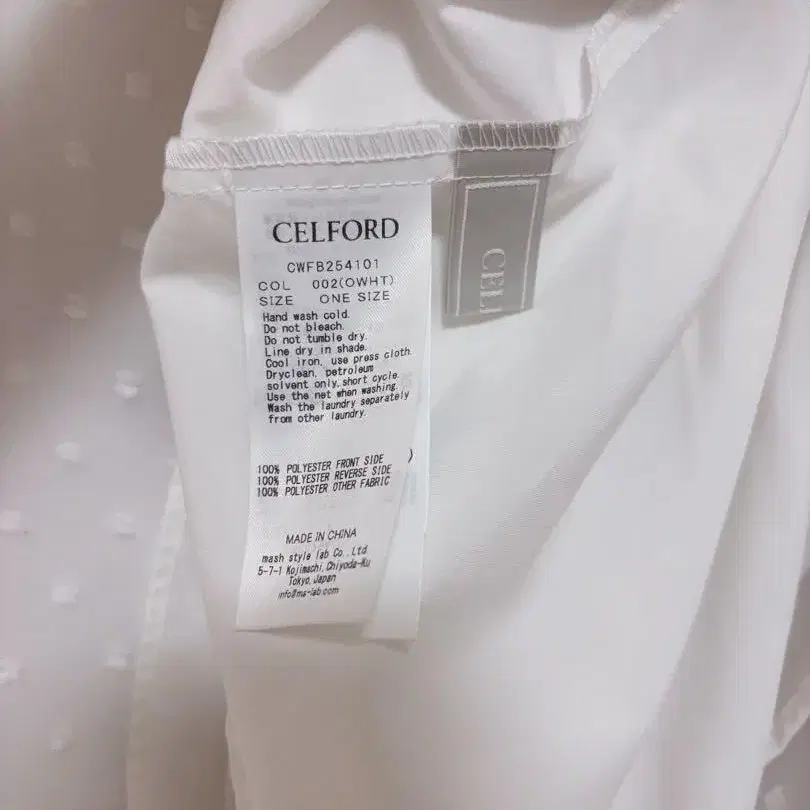 CELFORD
CWFB254101
COL 002(OWHT)
SIZE ONE SIZE
Hand wash cold.
Do not bleach.
Do not tumble dry.
Line dry in shade.
Cool iron, use press cloth.
Dryclean, petroleum
solvent only,short cycle.
Use the net when washing.
Wash the laundry separately
from other laundry.
100% POLYESTER FRONT SIDE )
100% POLYESTER REVERSE SIDE
100% POLYESTER OTHER FABRIC
MADE IN CHINA
mash style lab Co.,Ltd.
5-7-1 Kojimachi,Chiyoda-Ku
Tokyo,Japan
info@ms-lab.com
CEL